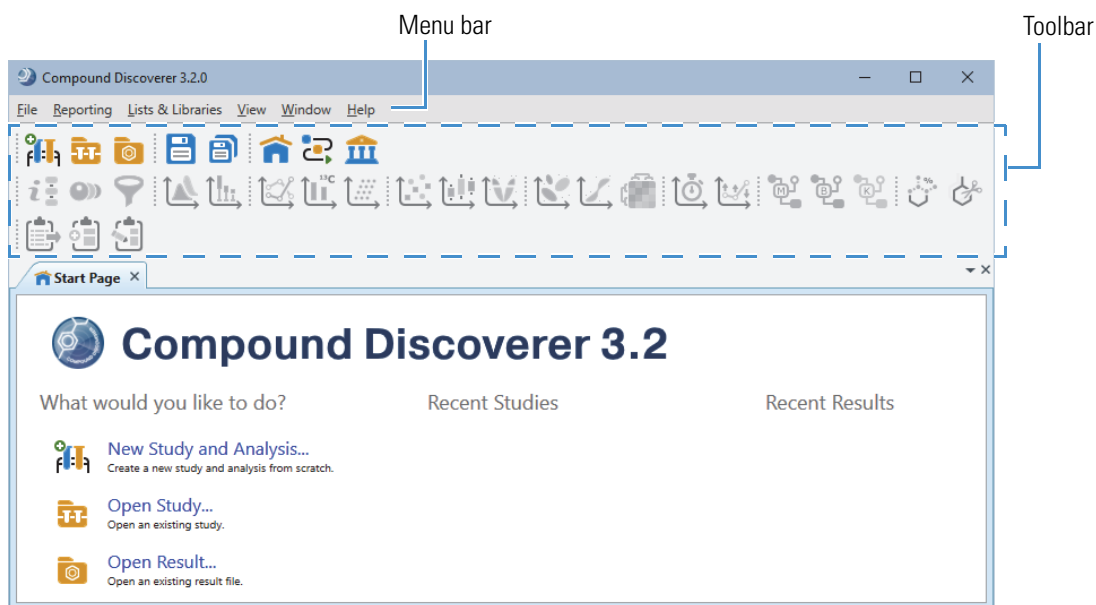 Menu bar
Toolbar
Compound Discoverer 3.2.0
File Reporting Lists & Libraries View Window Help
13C
M B K %
Start Page
Compound Discoverer 3.2
What would you like to do?
Recent Studies
Recent Results
New Study and Analysis...
Create a new study and analysis from scratch.
Open Study...
Open an existing study.
Open Result...
Open an existing result file.